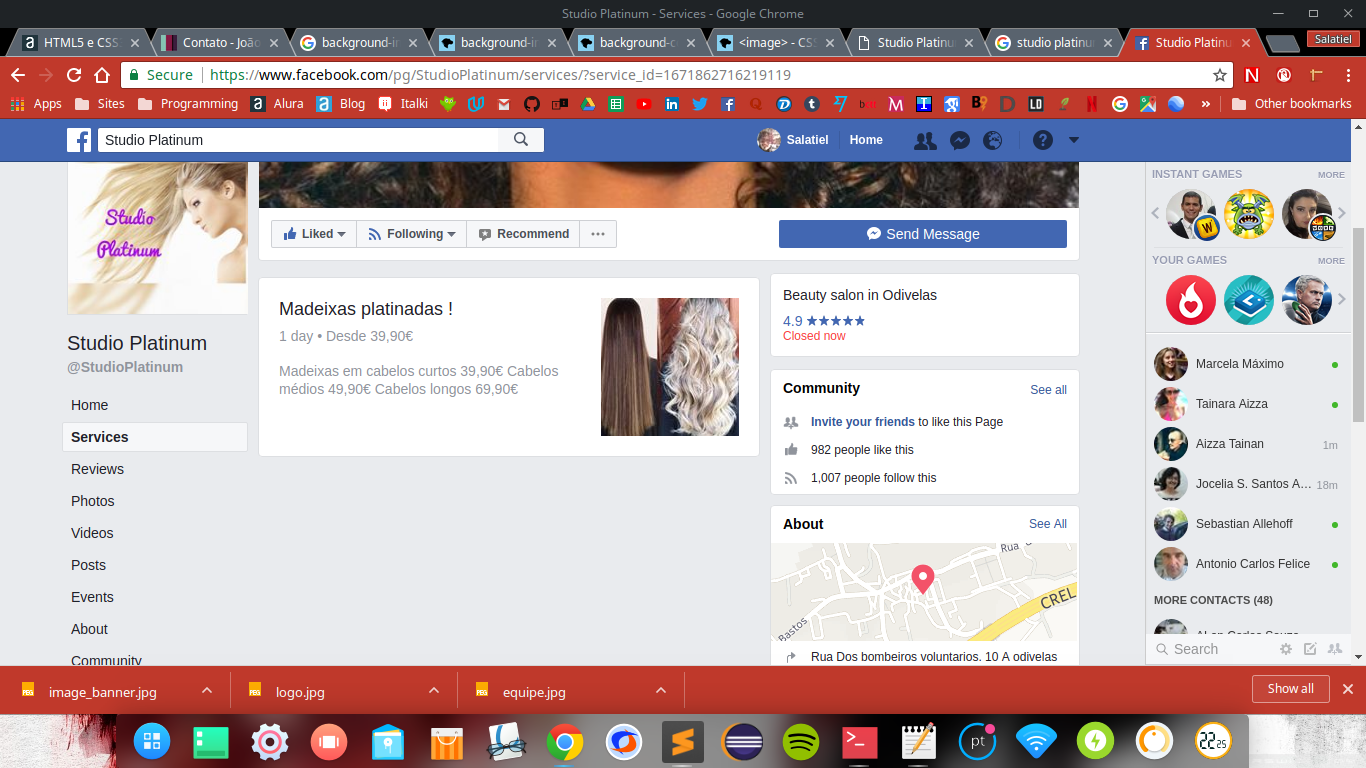 Studio Platinum - Services - Google Chrome
HTML5 e CSS
Contato - João
background-in
background-in
background-c
<image> - CSS
Studio Platinu
studio platinu
Studio Platinu
Salatiel
Secure
https://www.facebook.com/pg/StudioPlatinum/services/?service_id=1671862716219119
Apps
Sites
Programming
Alura
Blog
Italki
Other bookmarks
Studio Platinum
Salatiel
Home
Studio
Platinum
Liked
Following
Recommend
Send Message
INSTANT GAMES
MORE
YOUR GAMES
MORE
Madeixas platinadas !
1 day • Desde 39,90€
Madeixas em cabelos curtos 39,90€ Cabelos
médios 49,90€ Cabelos longos 69,90€
Beauty salon in Odivelas
4.9 ★★★★★
Closed now
Community
See all
Invite your friends to like this Page
982 people like this
1,007 people follow this
About
See All
Rua
CREL
Bastos
Rua Dos bombeiros voluntarios. 10 A odivelas
Studio Platinum
@StudioPlatinum
Home
Services
Reviews
Photos
Videos
Posts
Events
About
Community
Marcela Máximo
Tainara Aizza
Aizza Tainan
1m
Jocelia S. Santos A...
18m
Sebastian Allehoff
Antonio Carlos Felice
MORE CONTACTS (48)
Search
image_banner.jpg
logo.jpg
equipe.jpg
Show all
pt
22 25